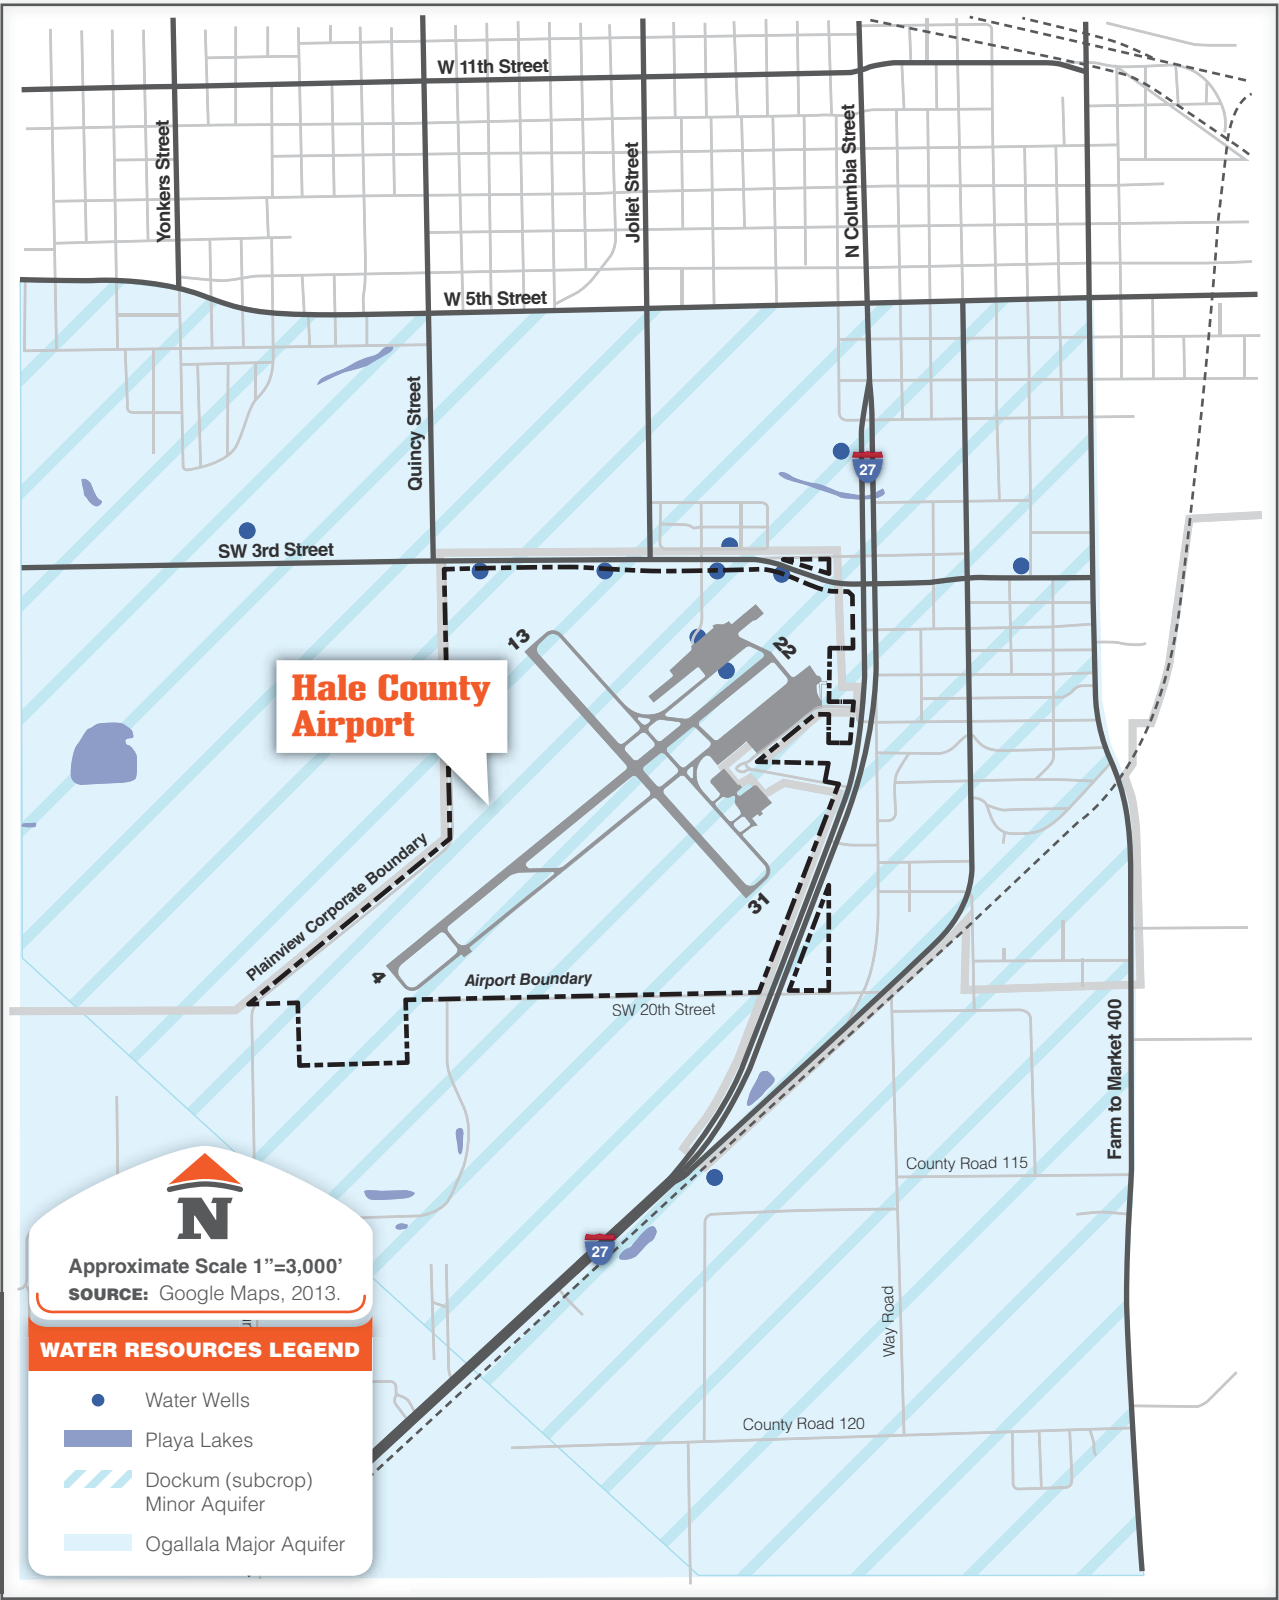 W 11th Street
Yonkers Street
Joliet Street
N Columbia Street
W 5th Street
Quincy Street
27
SW 3rd Street
13
22
Hale County
Airport
Plainview Corporate Boundary
31
4
Airport Boundary
SW 20th Street
Farm to Market 400
County Road 115
27
Way Road
County Road 120
N
Approximate Scale 1”=3,000’
SOURCE: Google Maps, 2013.
WATER RESOURCES LEGEND
Water Wells
Playa Lakes
Dockum (subcrop)
Minor Aquifer
Ogallala Major Aquifer